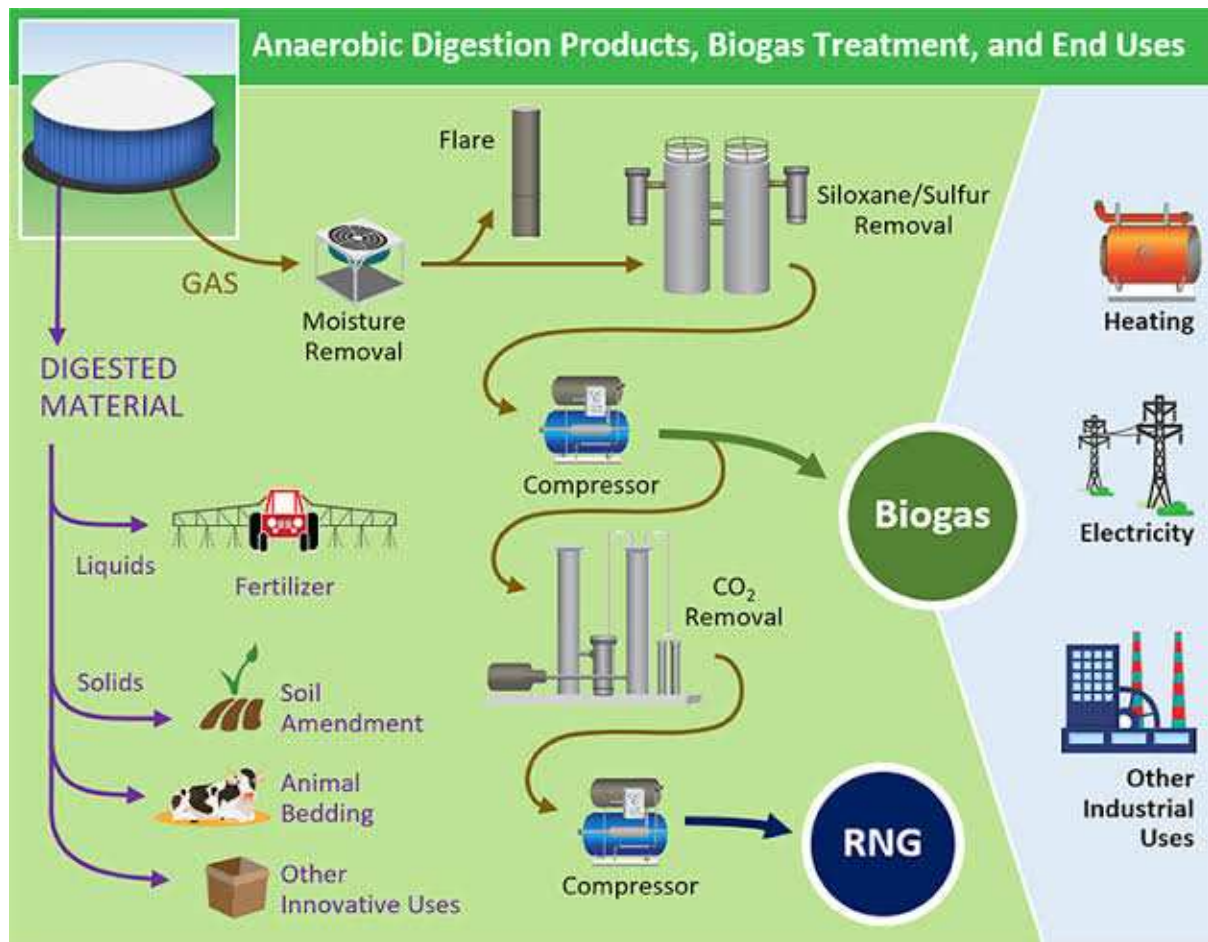 Anaerobic Digestion Products, Biogas Treatment, and End Uses
Flare
Siloxane/Sulfur
Removal
GAS
Moisture
Removal
Heating
DIGESTED
MATERIAL
Compressor
Biogas
Electricity
Liquids
Fertilizer
CO₂
Removal
Solids
Soil
Amendment
Animal
Bedding
Other
Industrial
Uses
RNG
Compressor
Other
Innovative Uses